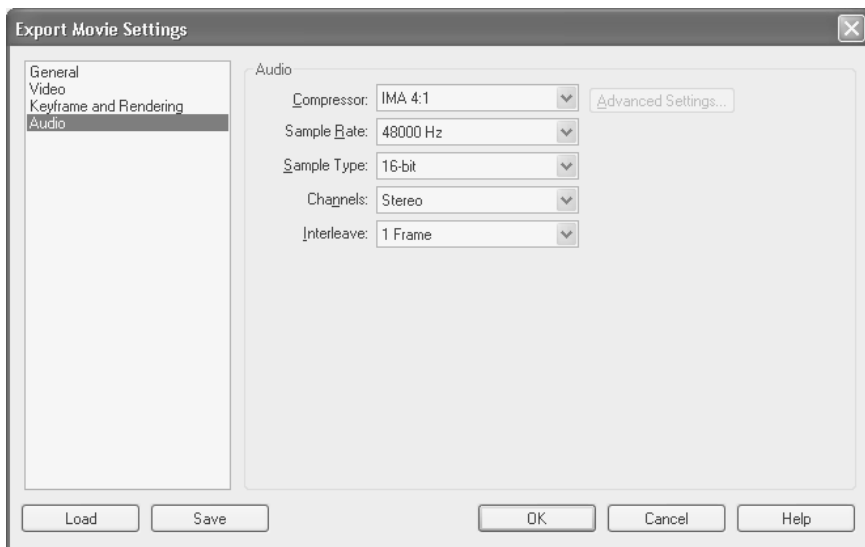 Export Movie Settings
General
Video
Keyframe and Rendering
Audio
Audio
Compressor: IMA 4:1 Advanced Settings...
Sample Rate: 48000 Hz
Sample Type: 16-bit
Channels: Stereo
Interleave: 1 Frame
Load Save OK Cancel Help